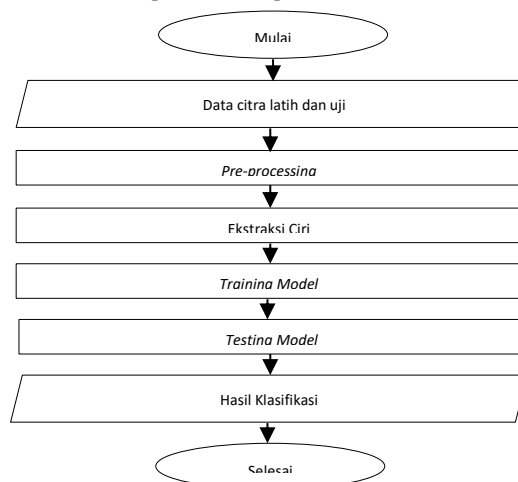 Mulai
Data citra latih dan uji
Pre-processing
Ekstraksi Ciri
Training Model
Testing Model
Hasil Klasifikasi
Selesai